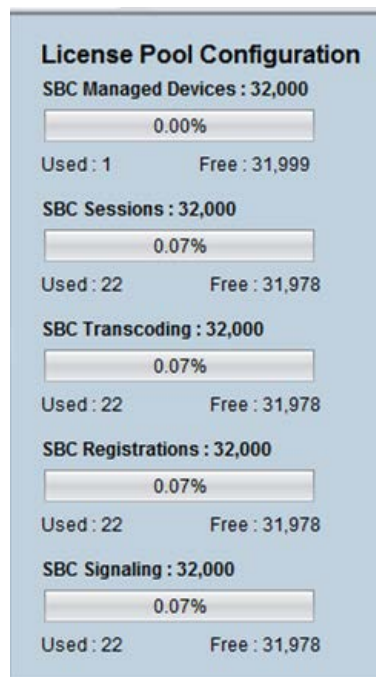 License Pool Configuration
SBC Managed Devices : 32,000
0.00%
Used : 1 Free : 31,999
SBC Sessions : 32,000
0.07%
Used : 22 Free : 31,978
SBC Transcoding : 32,000
0.07%
Used : 22 Free : 31,978
SBC Registrations : 32,000
0.07%
Used : 22 Free : 31,978
SBC Signaling : 32,000
0.07%
Used : 22 Free : 31,978